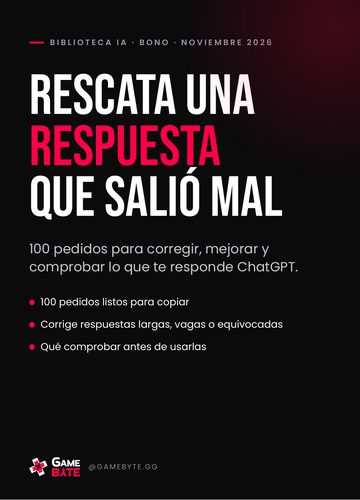 BIBLIOTECA IA · BONO · NOVIEMBRE 2026
RESCATA UNA
RESPUESTA
QUE SALIÓ MAL
100 pedidos para corregir, mejorar y
comprobar lo que te responde ChatGPT.
100 pedidos listos para copiar
Corrige respuestas largas, vagas o equivocadas
Qué comprobar antes de usarlas
GAME
BYTE
@GAMEBYTE.GG